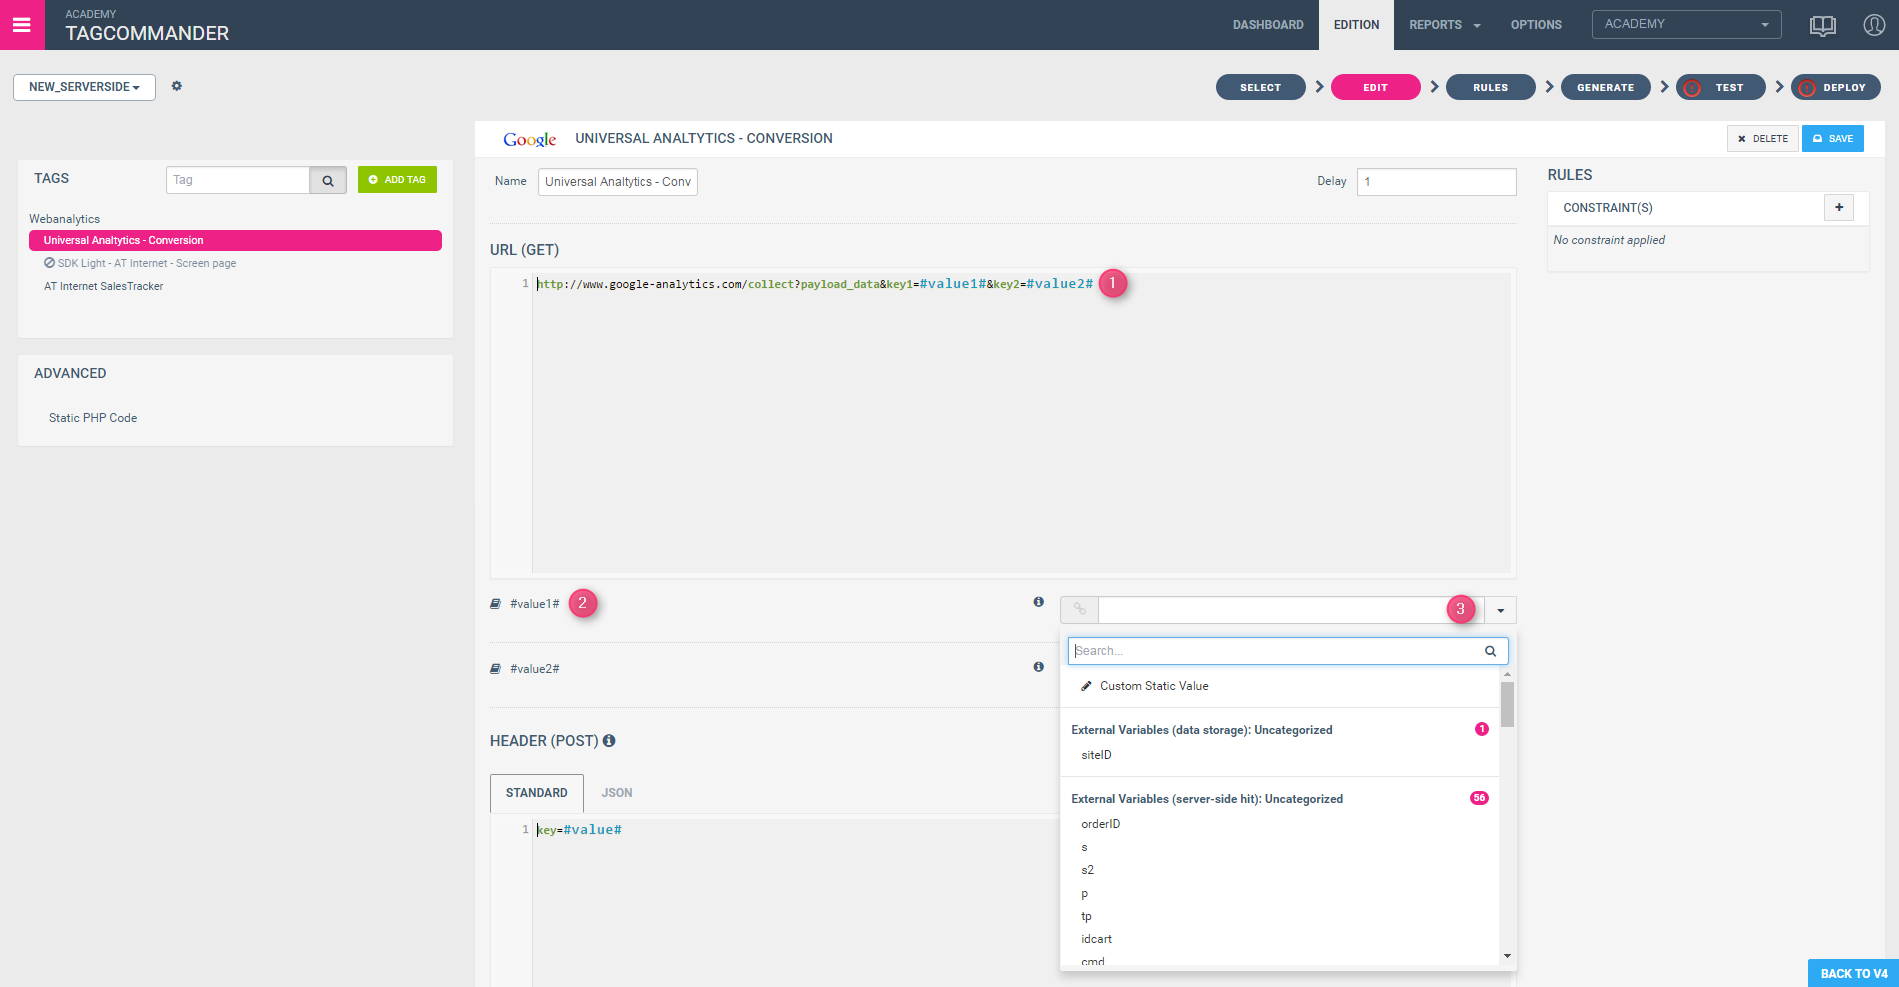 ACADEMY
TAGCOMMANDER
DASHBOARD
EDITION
REPORTS
OPTIONS
ACADEMY
NEW_SERVERSIDE
SELECT
EDIT
RULES
GENERATE
TEST
DEPLOY
Google
UNIVERSAL ANALTYTICS - CONVERSION
DELETE
SAVE
TAGS
Tag
ADD TAG
Webanalytics
Universal Analtytics - Conversion
SDK Light - AT Internet - Screen page
AT Internet SalesTracker
ADVANCED
Static PHP Code
Name
Universal Analtytics - Conv
Delay
1
URL (GET)
1
http://www.google-analytics.com/collect?payload_data&key1=#value1#&key2=#value2#
1
#value1#
2
3
#value2#
Search...
Custom Static Value
External Variables (data storage): Uncategorized
1
siteID
External Variables (server-side hit): Uncategorized
56
orderID
s
s2
p
tp
idcart
cmd
HEADER (POST)
STANDARD
JSON
1
key=#value#
RULES
CONSTRAINT(S)
+
No constraint applied
BACK TO V4